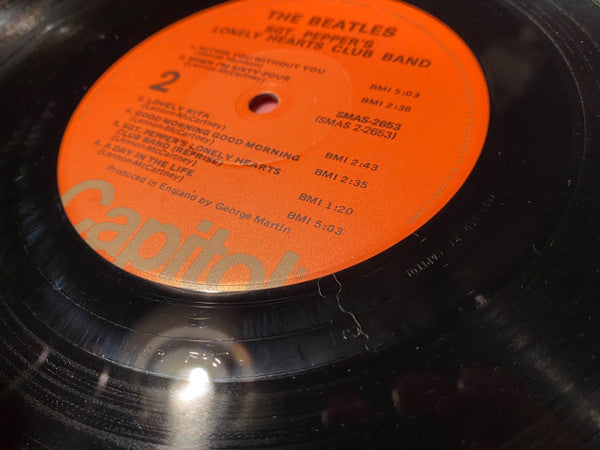 THE BEATLES
SGT. PEPPER'S
LONELY HEARTS CLUB BAND
2
1. WITHIN YOU WITHOUT YOU BMI 5:03
2. WHEN I'M SIXTY-FOUR BMI 2:38
(Lennon-McCartney)
SMAS-2653
(SMAS 2-2653)
3. LOVELY RITA BMI 2:43
(Lennon-McCartney)
4. GOOD MORNING GOOD MORNING BMI 2:35
(Lennon-McCartney)
5. SGT. PEPPER'S LONELY HEARTS
CLUB BAND (REPRISE) BMI 1:20
(Lennon-McCartney)
6. A DAY IN THE LIFE BMI 5:03
(Lennon-McCartney)
Produced in England by George Martin
Capitol